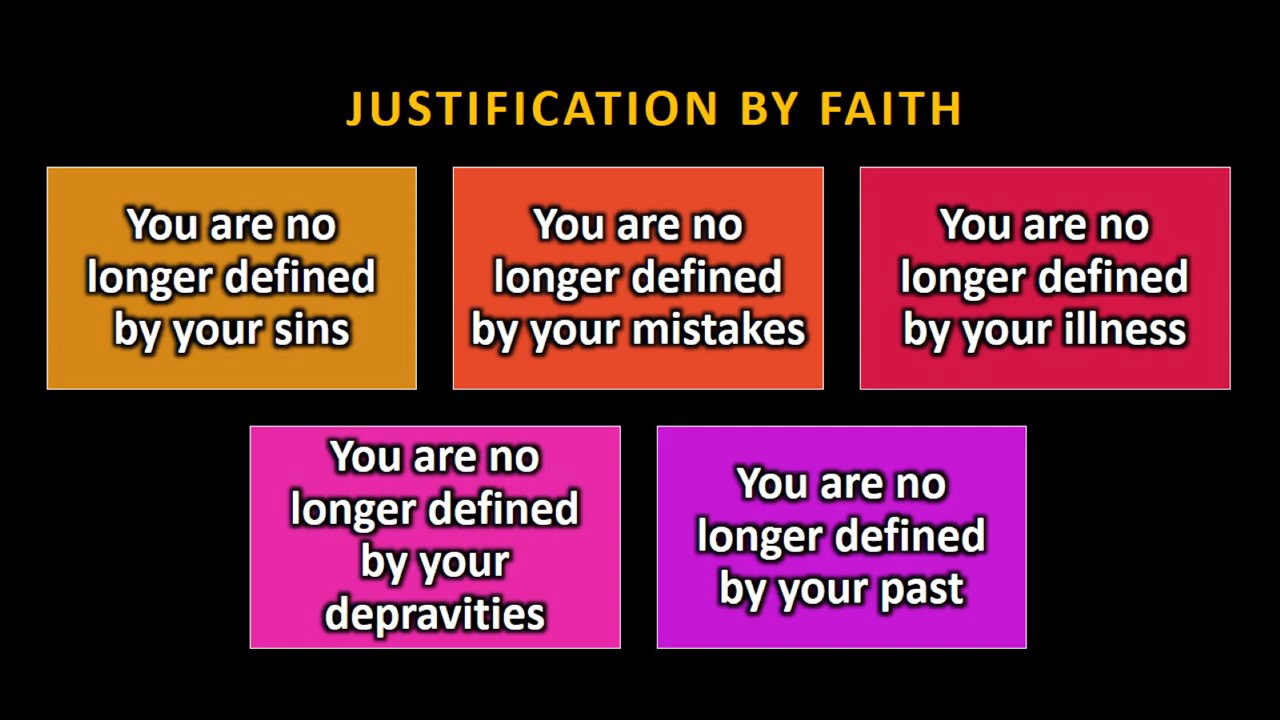 JUSTIFICATION BY FAITH
You are no
longer defined
by your sins
You are no
longer defined
by your mistakes
You are no
longer defined
by your illness
You are no
longer defined
by your
depravities
You are no
longer defined
by your past